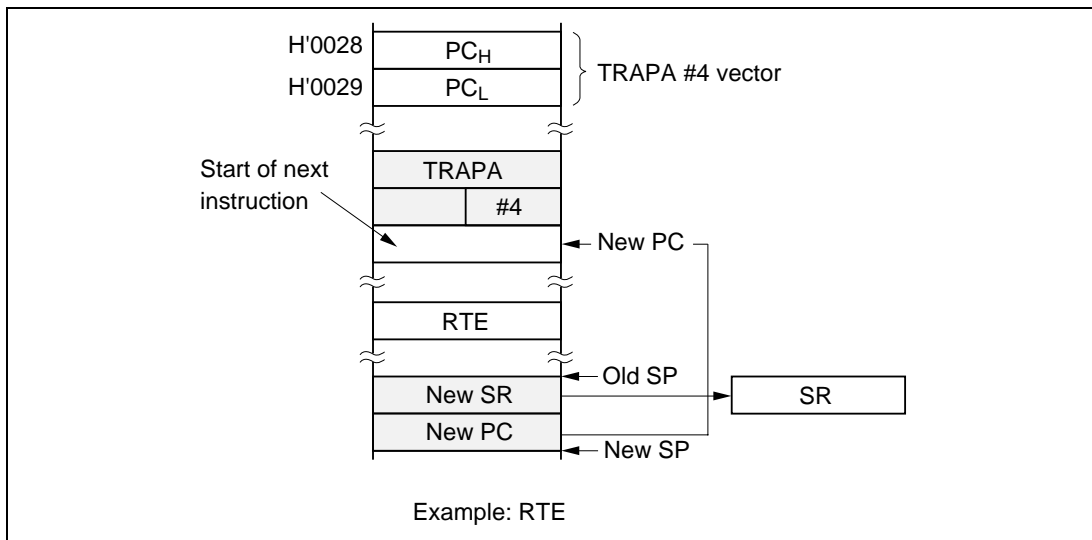 H'0028
PCH
H'0029
PCL
TRAPA #4 vector
Start of next
instruction
TRAPA
#4
New PC
RTE
Old SP
New SR
SR
New PC
New SP
Example: RTE